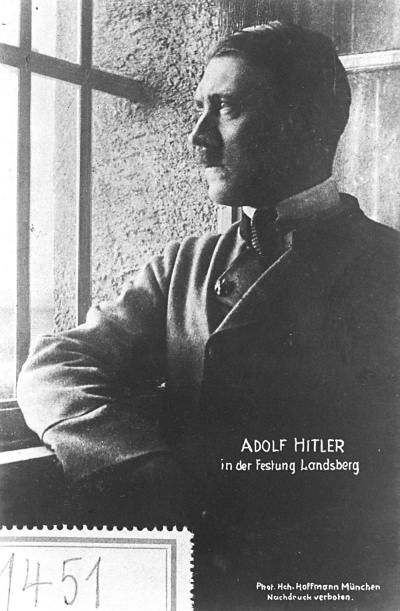 ADOLF HITLER
in der Festung Landsberg
Phot. Hch. Hoffmann München
Nachdruck verboten.
1451